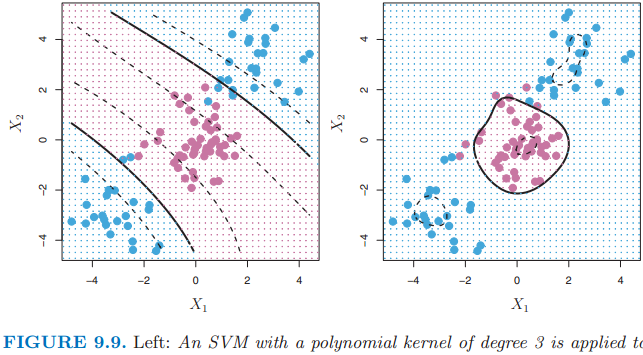 4
2
0
−2
−4
X2
−4 −2 0 2 4
X1
4
2
0
−2
−4
X2
−4 −2 0 2 4
X1
FIGURE 9.9. Left: An SVM with a polynomial kernel of degree 3 is applied to